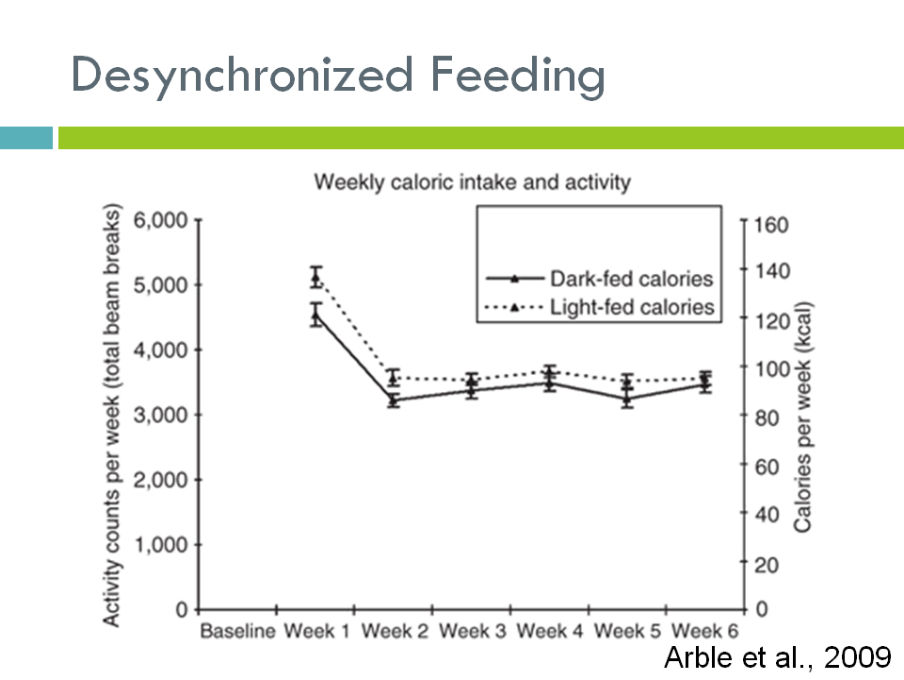 Desynchronized Feeding
Weekly caloric intake and activity
Activity counts per week (total beam breaks)
6,000
5,000
4,000
3,000
2,000
1,000
0
Dark-fed calories
Light-fed calories
160
140
120
100
80
60
40
20
0
Calories per week (kcal)
Baseline Week 1 Week 2 Week 3 Week 4 Week 5 Week 6
Arble et al., 2009